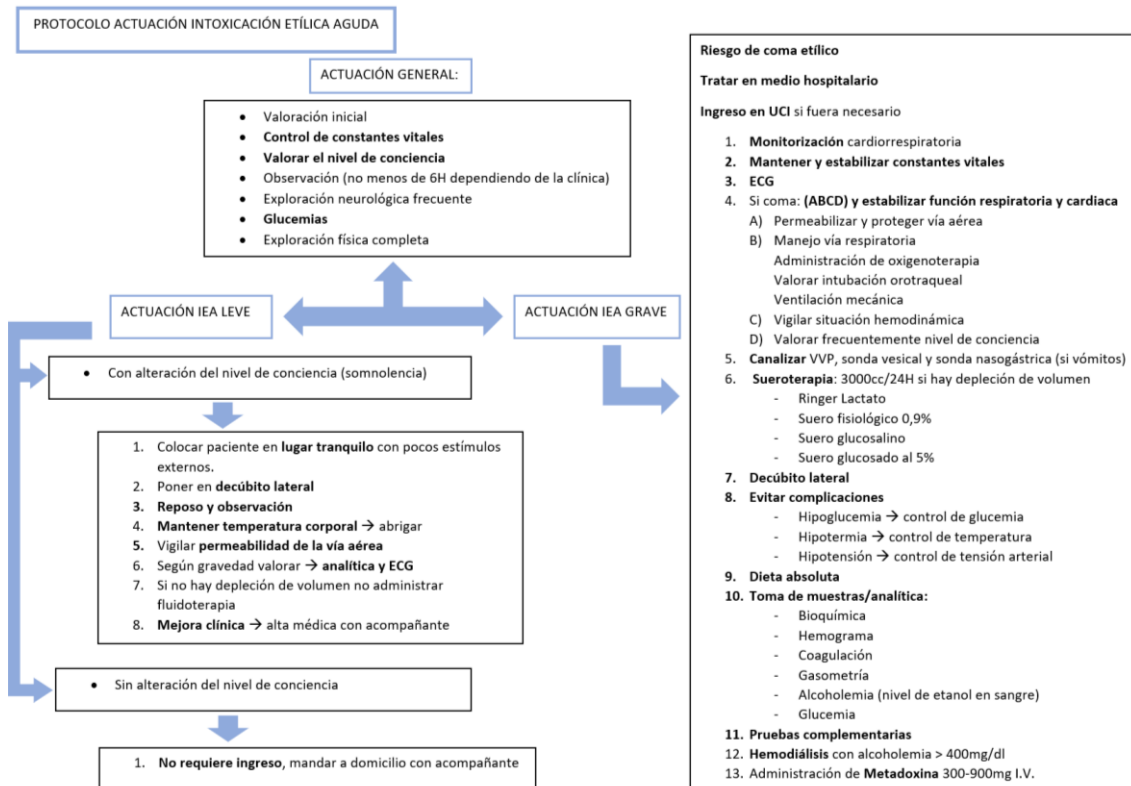 PROTOCOLO ACTUACIÓN INTOXICACIÓN ETÍLICA AGUDA
ACTUACIÓN GENERAL:
• Valoración inicial
• Control de constantes vitales
• Valorar el nivel de conciencia
• Observación (no menos de 6H dependiendo de la clínica)
• Exploración neurológica frecuente
• Glucemias
• Exploración física completa
ACTUACIÓN IEA LEVE
ACTUACIÓN IEA GRAVE
• Con alteración del nivel de conciencia (somnolencia)
1. Colocar paciente en lugar tranquilo con pocos estímulos
externos.
2. Poner en decúbito lateral
3. Reposo y observación
4. Mantener temperatura corporal → abrigar
5. Vigilar permeabilidad de la vía aérea
6. Según gravedad valorar → analítica y ECG
7. Si no hay depleción de volumen no administrar
fluidoterapia
8. Mejora clínica → alta médica con acompañante
• Sin alteración del nivel de conciencia
1. No requiere ingreso, mandar a domicilio con acompañante
Riesgo de coma etílico
Tratar en medio hospitalario
Ingreso en UCI si fuera necesario
1. Monitorización cardiorrespiratoria
2. Mantener y estabilizar constantes vitales
3. ECG
4. Si coma: (ABCD) y estabilizar función respiratoria y cardiaca
A) Permeabilizar y proteger vía aérea
B) Manejo vía respiratoria
Administración de oxigenoterapia
Valorar intubación orotraqueal
Ventilación mecánica
C) Vigilar situación hemodinámica
D) Valorar frecuentemente nivel de conciencia
5. Canalizar VVP, sonda vesical y sonda nasogástrica (si vómitos)
6. Sueroterapia: 3000cc/24H si hay depleción de volumen
- Ringer Lactato
- Suero fisiológico 0,9%
- Suero glucosalino
- Suero glucosado al 5%
7. Decúbito lateral
8. Evitar complicaciones
- Hipoglucemia → control de glucemia
- Hipotermia → control de temperatura
- Hipotensión → control de tensión arterial
9. Dieta absoluta
10. Toma de muestras/analítica:
- Bioquímica
- Hemograma
- Coagulación
- Gasometría
- Alcoholemia (nivel de etanol en sangre)
- Glucemia
11. Pruebas complementarias
12. Hemodiálisis con alcoholemia > 400mg/dl
13. Administración de Metadoxina 300-900mg I.V.